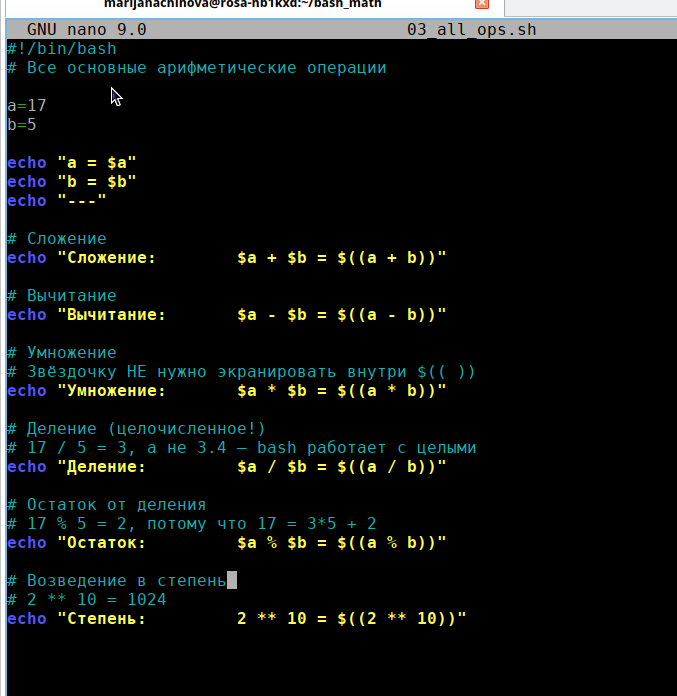 marijanachinova@rosa-nb1kxd:~/bash_math
GNU nano 9.0 03_all_ops.sh
#!/bin/bash
# Все основные арифметические операции
a=17
b=5
echo "a = $a"
echo "b = $b"
echo "---"
# Сложение
echo "Сложение: $a + $b = $((a + b))"
# Вычитание
echo "Вычитание: $a - $b = $((a - b))"
# Умножение
# Звёздочку НЕ нужно экранировать внутри $(( ))
echo "Умножение: $a * $b = $((a * b))"
# Деление (целочисленное!)
# 17 / 5 = 3, а не 3.4 — bash работает с целыми
echo "Деление: $a / $b = $((a / b))"
# Остаток от деления
# 17 % 5 = 2, потому что 17 = 3*5 + 2
echo "Остаток: $a % $b = $((a % b))"
# Возведение в степень
# 2 ** 10 = 1024
echo "Степень: 2 ** 10 = $((2 ** 10))"